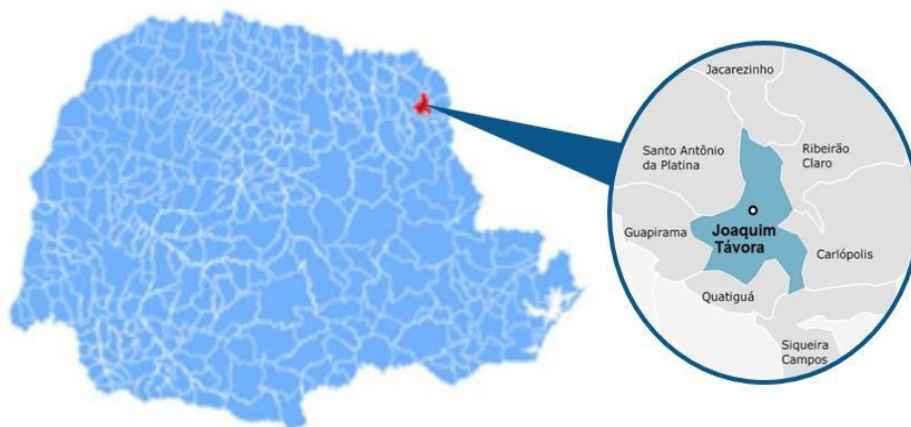 Jacarezinho
Santo Antônio
da Platina
Ribeirão
Claro
Guapirama
Joaquim
Távora
Carlópolis
Quatiguá
Siqueira
Campos